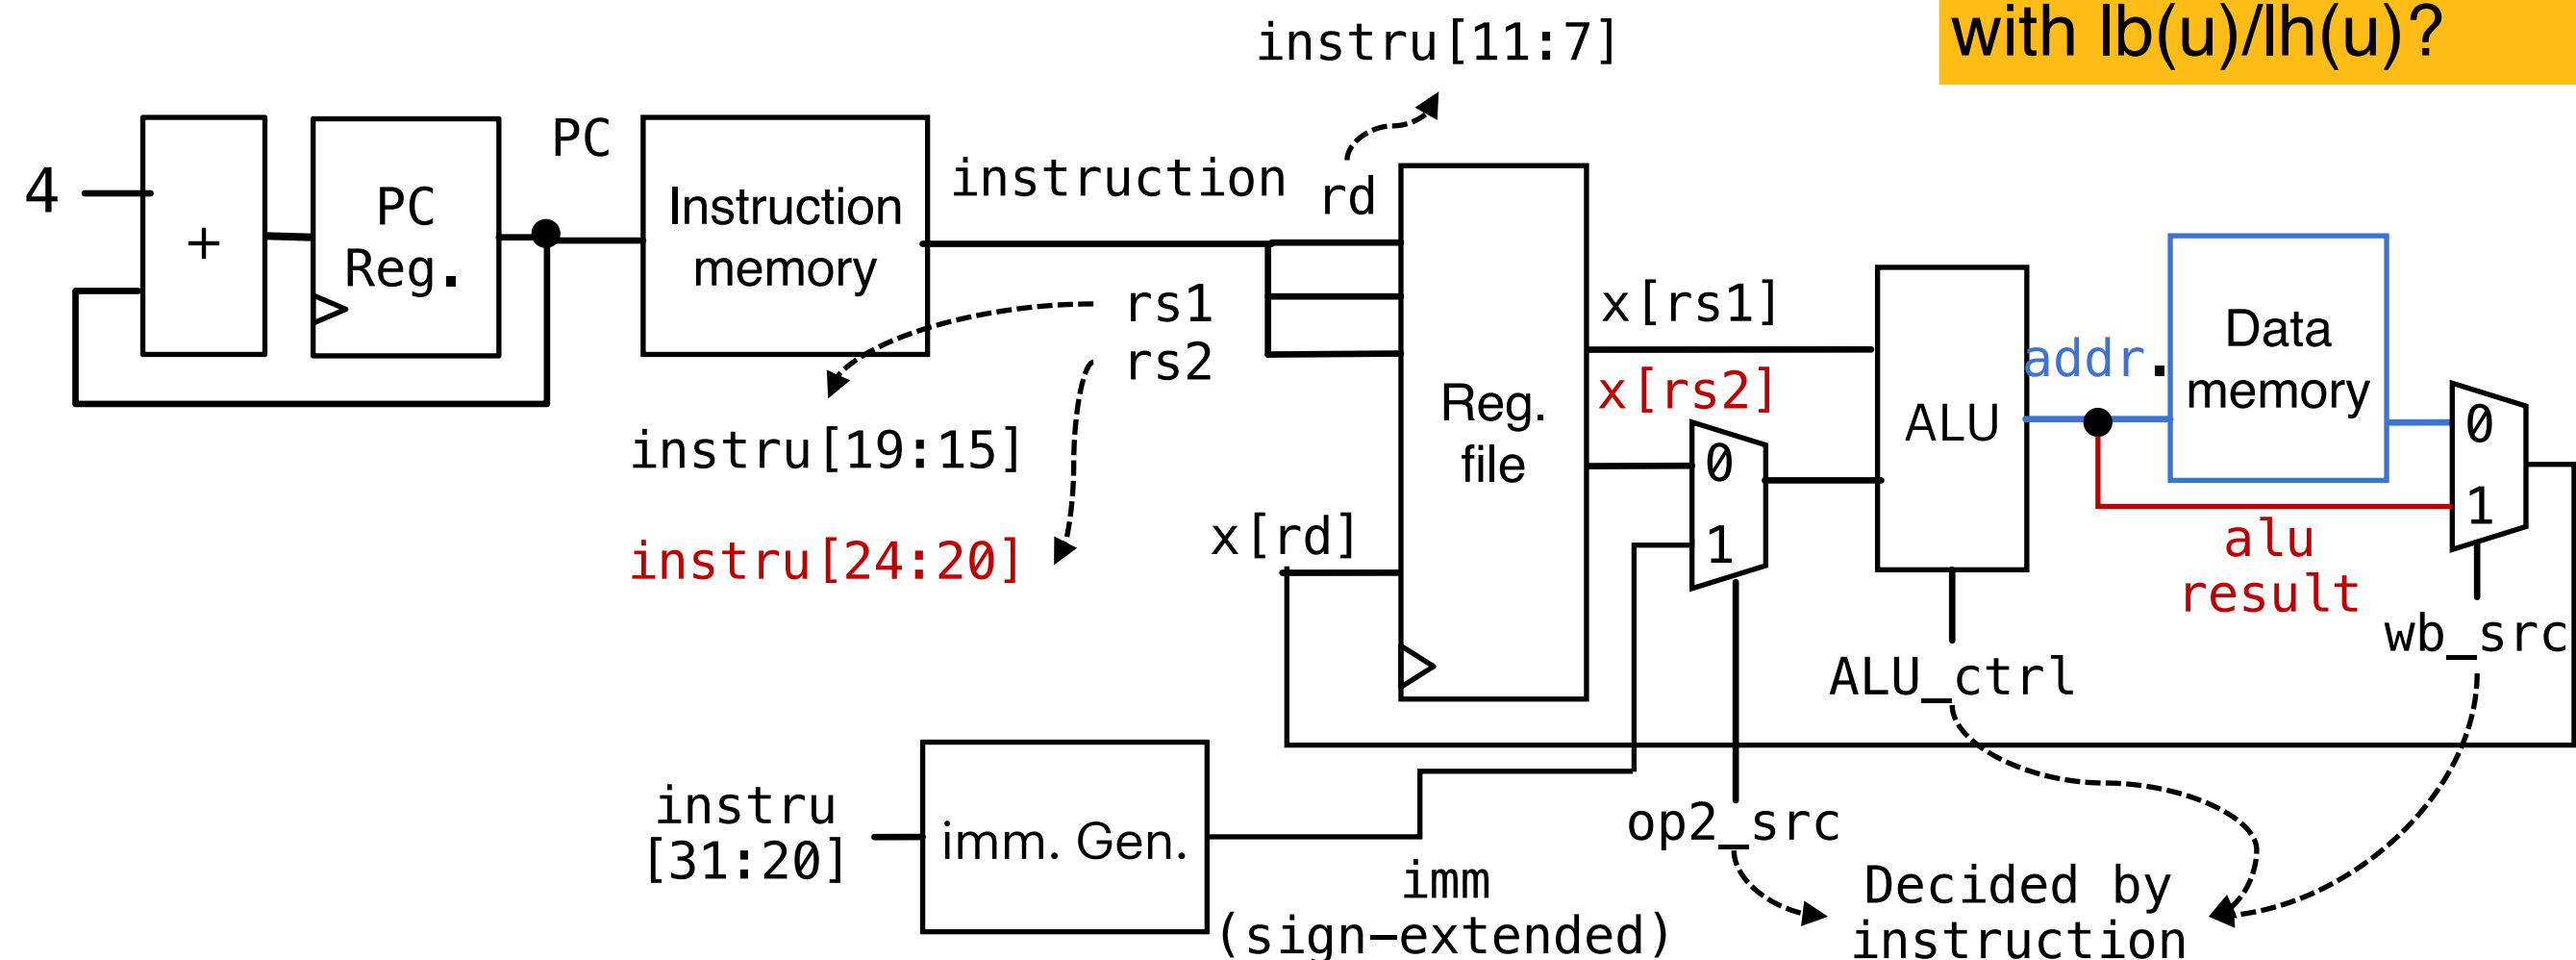 with lb(u)/lh(u)?
instru[11:7]
4
+
PC
Reg.
PC
Instruction
memory
instruction
rd
rs1
rs2
instru[19:15]
instru[24:20]
x[rd]
Reg.
file
x[rs1]
x[rs2]
0
1
ALU
addr.
Data
memory
0
1
alu
result
wb_src
ALU_ctrl
instru
[31:20]
imm. Gen.
imm
(sign-extended)
op2_src
Decided by
instruction